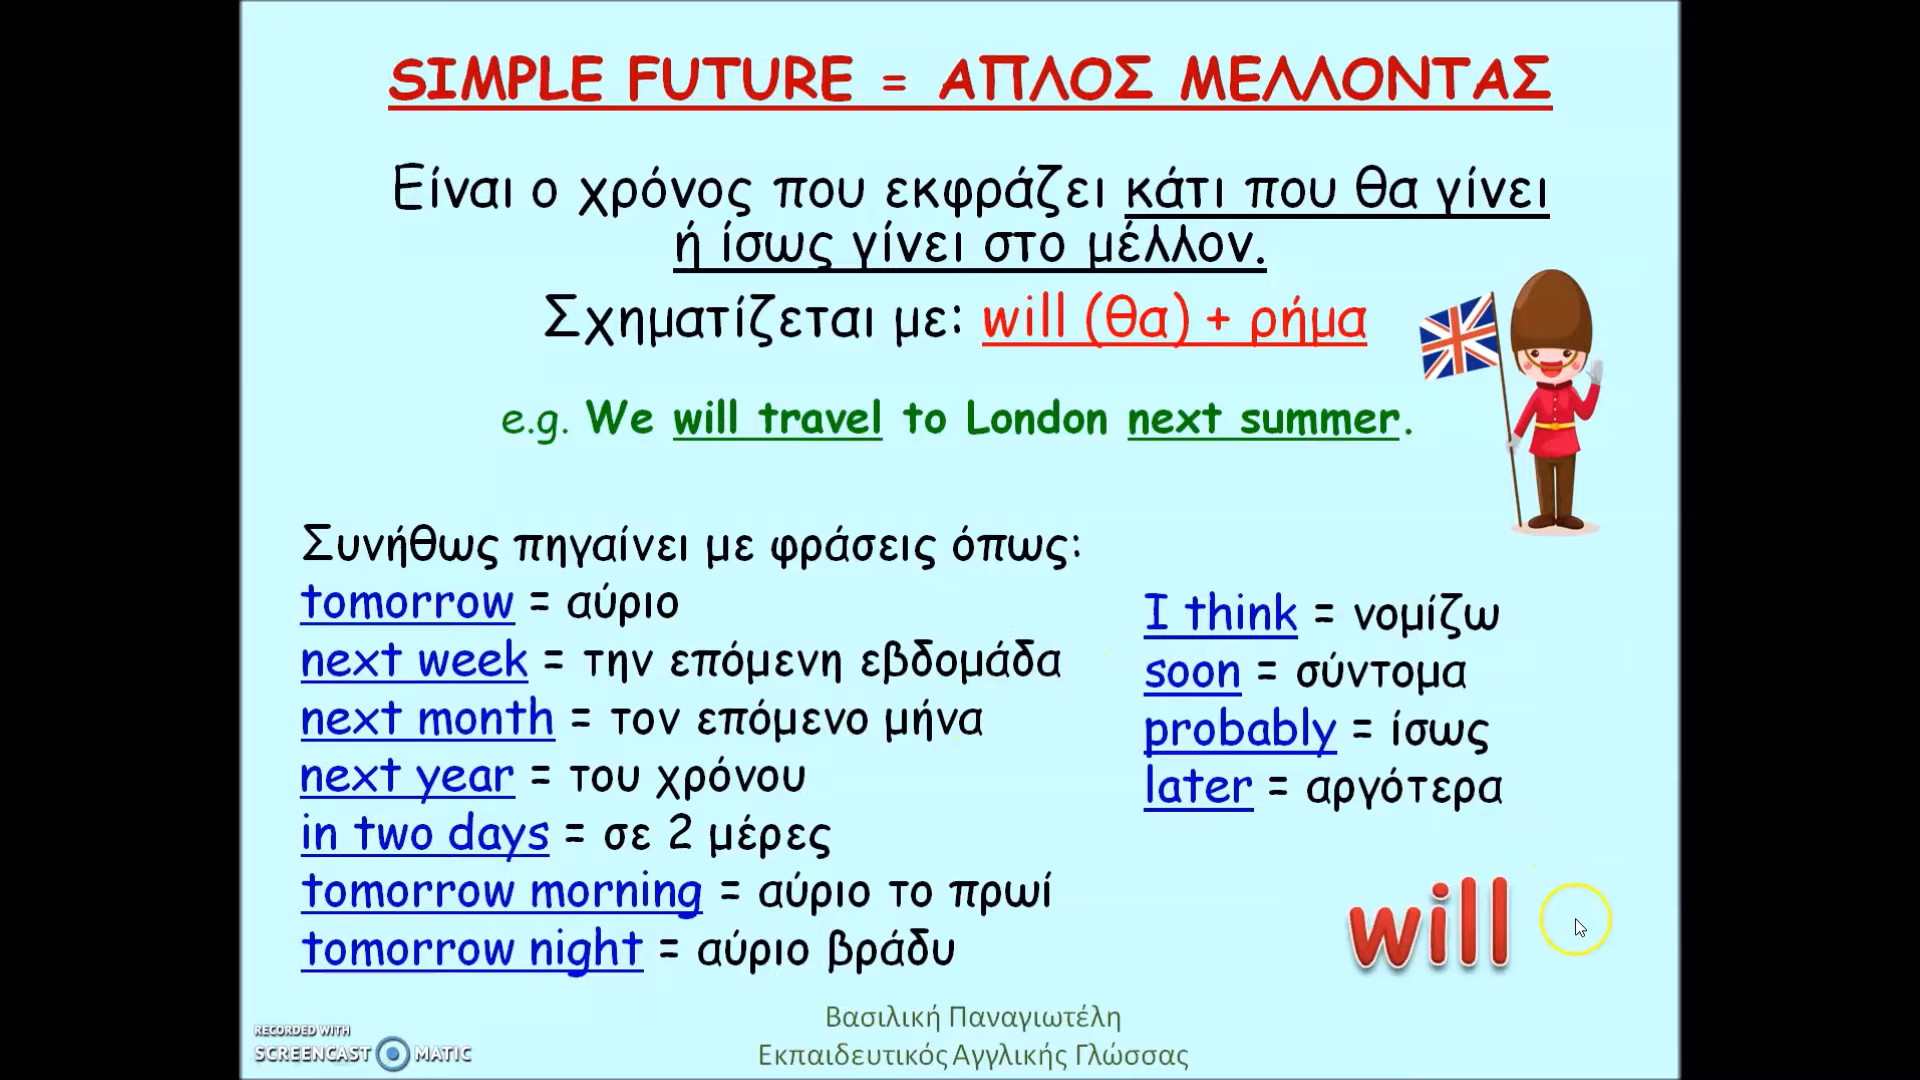 SIMPLE FUTURE = ΑΠΛΟΣ ΜΕΛΛΟΝΤΑΣ
Είναι ο χρόνος που εκφράζει κάτι που θα γίνει
ή ίσως γίνει στο μέλλον.
Σχηματίζεται με: will (θα) + ρήμα
e.g. We will travel to London next summer.
Συνήθως πηγαίνει με φράσεις όπως:
tomorrow = αύριο
next week = την επόμενη εβδομάδα
next month = τον επόμενο μήνα
next year = του χρόνου
in two days = σε 2 μέρες
tomorrow morning = αύριο το πρωί
tomorrow night = αύριο βράδυ
I think = νομίζω
soon = σύντομα
probably = ίσως
later = αργότερα
will
Βασιλική Παναγιωτέλη
Εκπαιδευτικός Αγγλικής Γλώσσας
RECORDED WITH
SCREENCAST MATIC